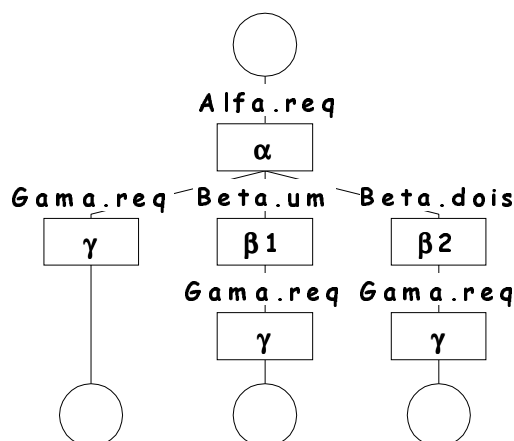 Alfa.req
α
Gama.req Beta.um Beta.dois
γ β1 β2
Gama.req Gama.req
γ γ